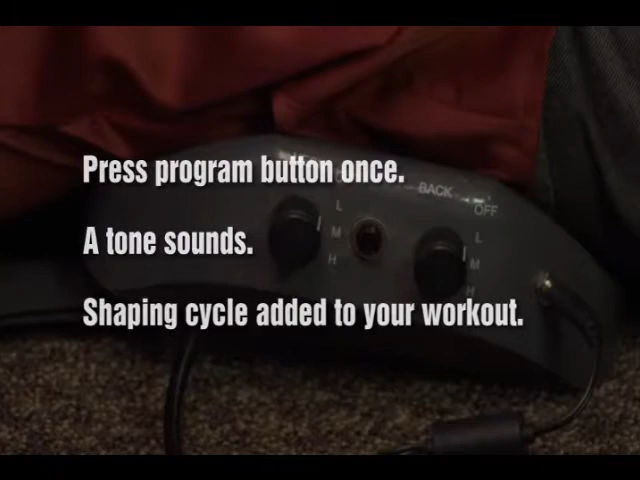 Press program button once.
BACK
OFF
L
L
M
M
H
H
A tone sounds.
Shaping cycle added to your workout.